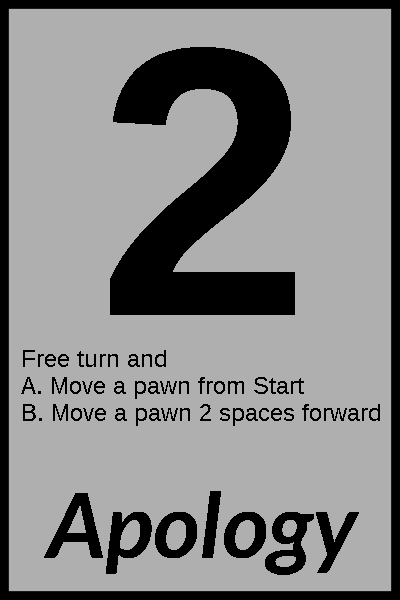 2
Free turn and
A. Move a pawn from Start
B. Move a pawn 2 spaces forward
Apology